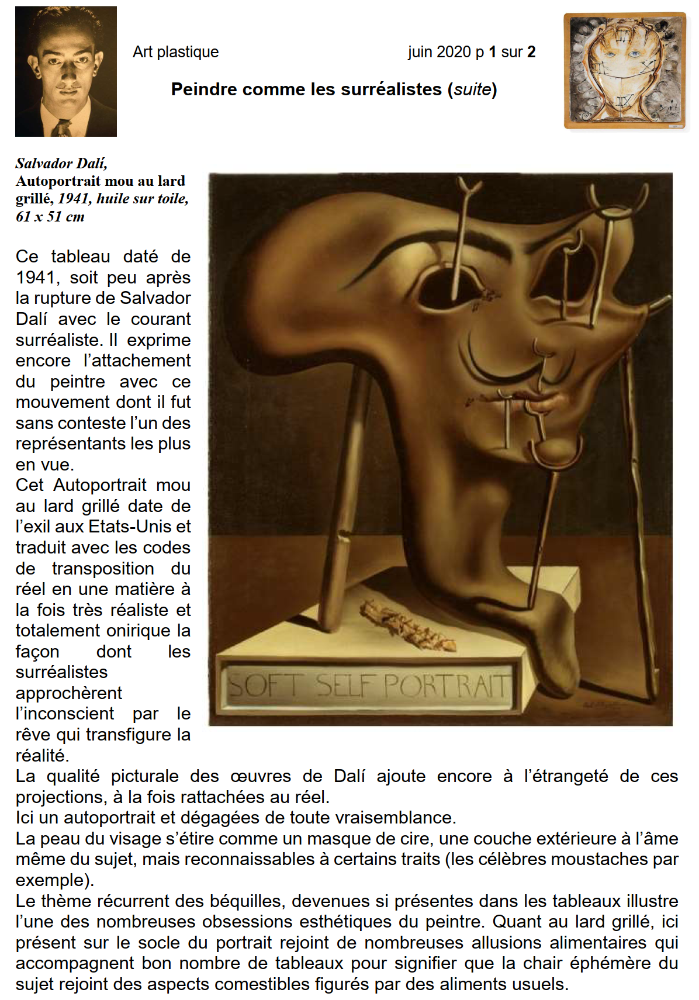 Art plastique juin 2020 p 1 sur 2
Peindre comme les surréalistes (suite)
Salvador Dalí,
Autoportrait mou au lard
grillé, 1941, huile sur toile,
61 x 51 cm
Ce tableau daté de
1941, soit peu après
la rupture de Salvador
Dalí avec le courant
surréaliste. Il exprime
encore l’attachement
du peintre avec ce
mouvement dont il fut
sans conteste l’un des
représentants les plus
en vue.
Cet Autoportrait mou
au lard grillé date de
l’exil aux Etats-Unis et
traduit avec les codes
de transposition du
réel en une matière à
la fois très réaliste et
totalement onirique la
façon dont les
surréalistes
approchèrent
l’inconscient par le
rêve qui transfigure la
réalité.
SOFT SELF PORTRAIT
La qualité picturale des œuvres de Dalí ajoute encore à l’étrangeté de ces
projections, à la fois rattachées au réel.
Ici un autoportrait et dégagées de toute vraisemblance.
La peau du visage s’étire comme un masque de cire, une couche extérieure à l’âme
même du sujet, mais reconnaissables à certains traits (les célèbres moustaches par
exemple).
Le thème récurrent des béquilles, devenues si présentes dans les tableaux illustre
l’une des nombreuses obsessions esthétiques du peintre. Quant au lard grillé, ici
présent sur le socle du portrait rejoint de nombreuses allusions alimentaires qui
accompagnent bon nombre de tableaux pour signifier que la chair éphémère du
sujet rejoint des aspects comestibles figurés par des aliments usuels.